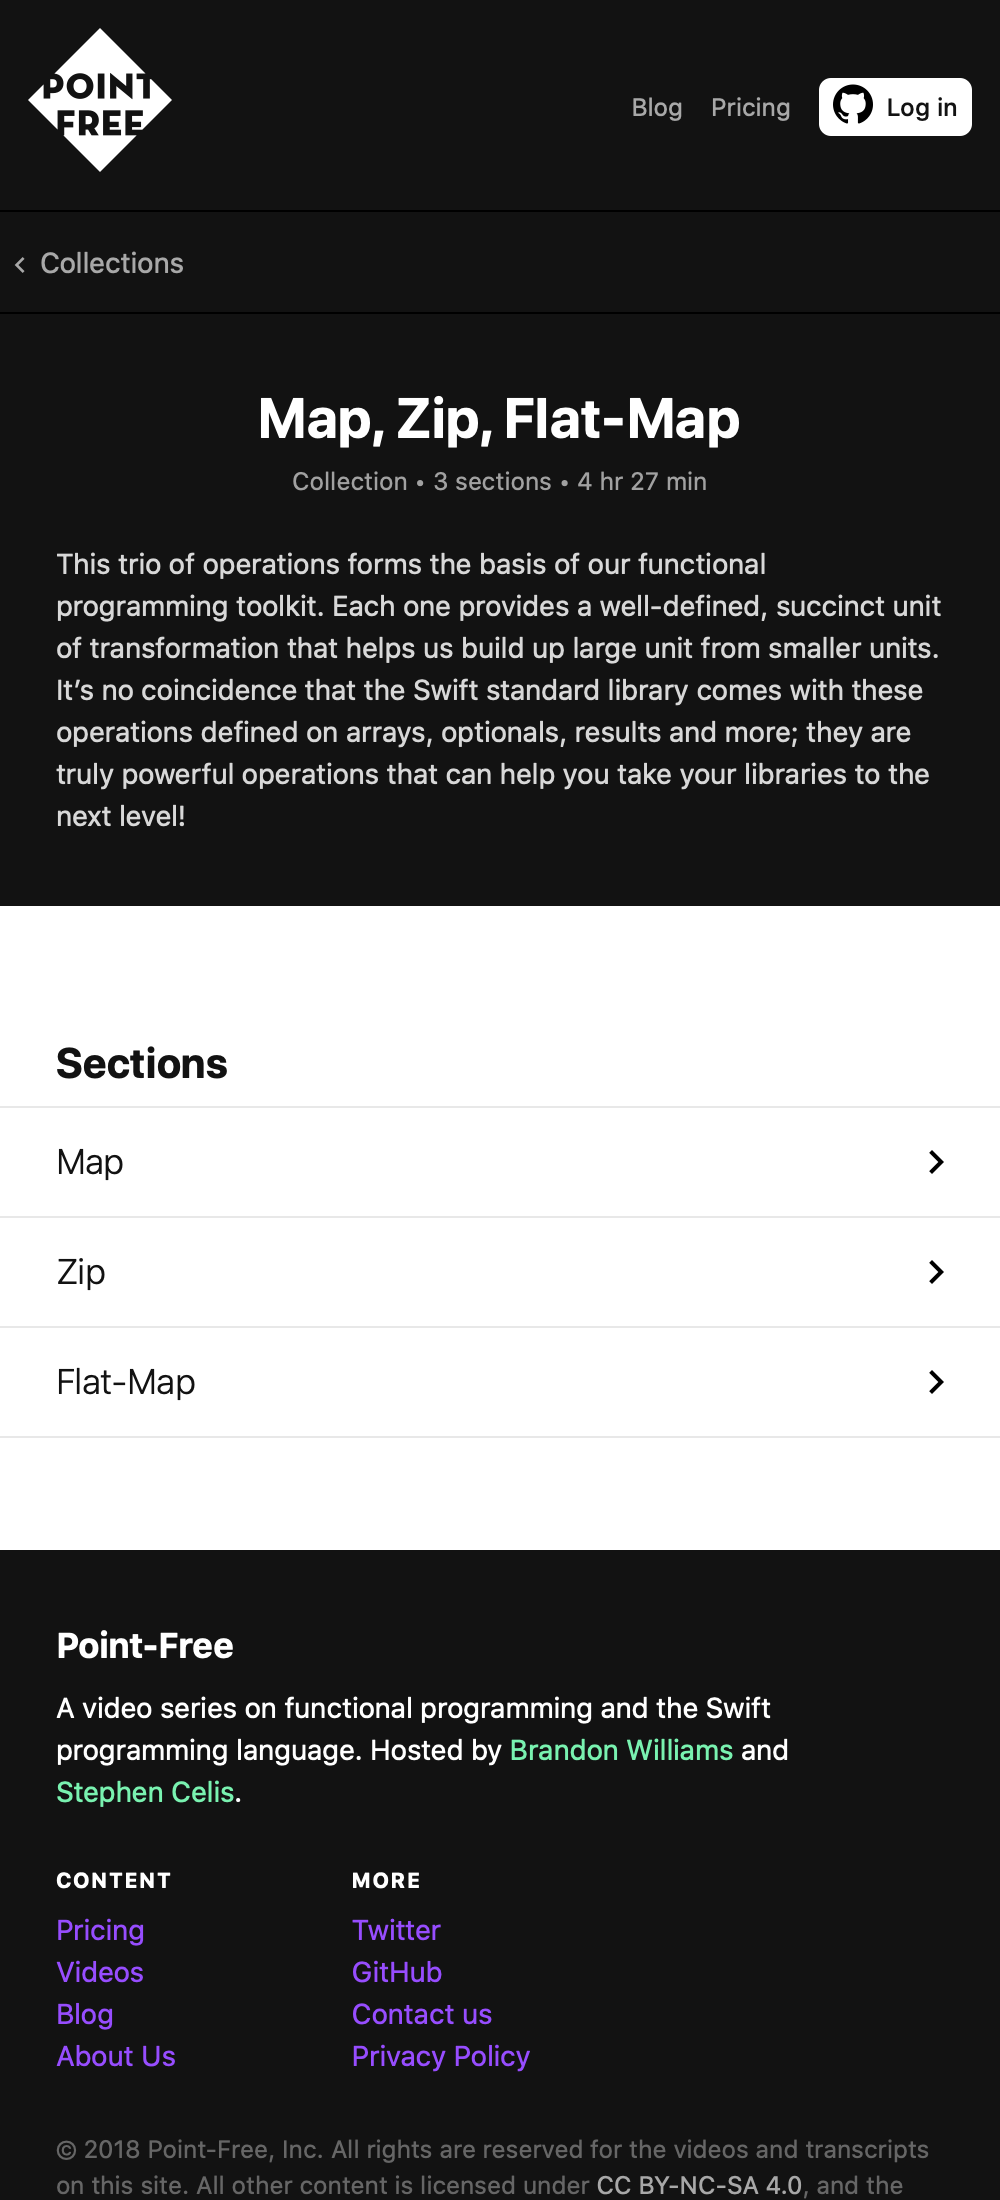 POINT
FREE
Blog
Pricing
Log in
Collections
Map, Zip, Flat-Map
Collection • 3 sections • 4 hr 27 min
This trio of operations forms the basis of our functional
programming toolkit. Each one provides a well-defined, succinct unit
of transformation that helps us build up large unit from smaller units.
It’s no coincidence that the Swift standard library comes with these
operations defined on arrays, optionals, results and more; they are
truly powerful operations that can help you take your libraries to the
next level!
Sections
Map
Zip
Flat-Map
Point-Free
A video series on functional programming and the Swift
programming language. Hosted by Brandon Williams and
Stephen Celis.
CONTENT
Pricing
Videos
Blog
About Us
MORE
Twitter
GitHub
Contact us
Privacy Policy
© 2018 Point-Free, Inc. All rights are reserved for the videos and transcripts
on this site. All other content is licensed under CC BY-NC-SA 4.0, and the